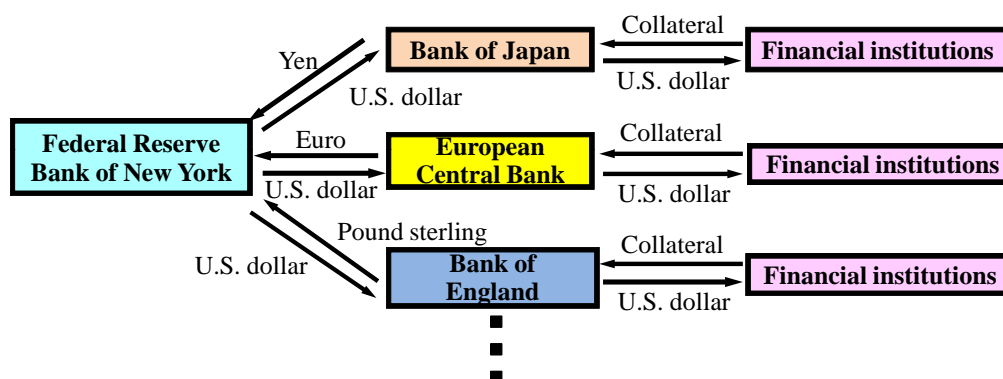 Collateral
Bank of Japan
Financial institutions
Yen
U.S. dollar
U.S. dollar
Federal Reserve
Bank of New York
Euro
U.S. dollar
European
Central Bank
Collateral
U.S. dollar
Financial institutions
Pound sterling
U.S. dollar
Bank of
England
Collateral
U.S. dollar
Financial institutions